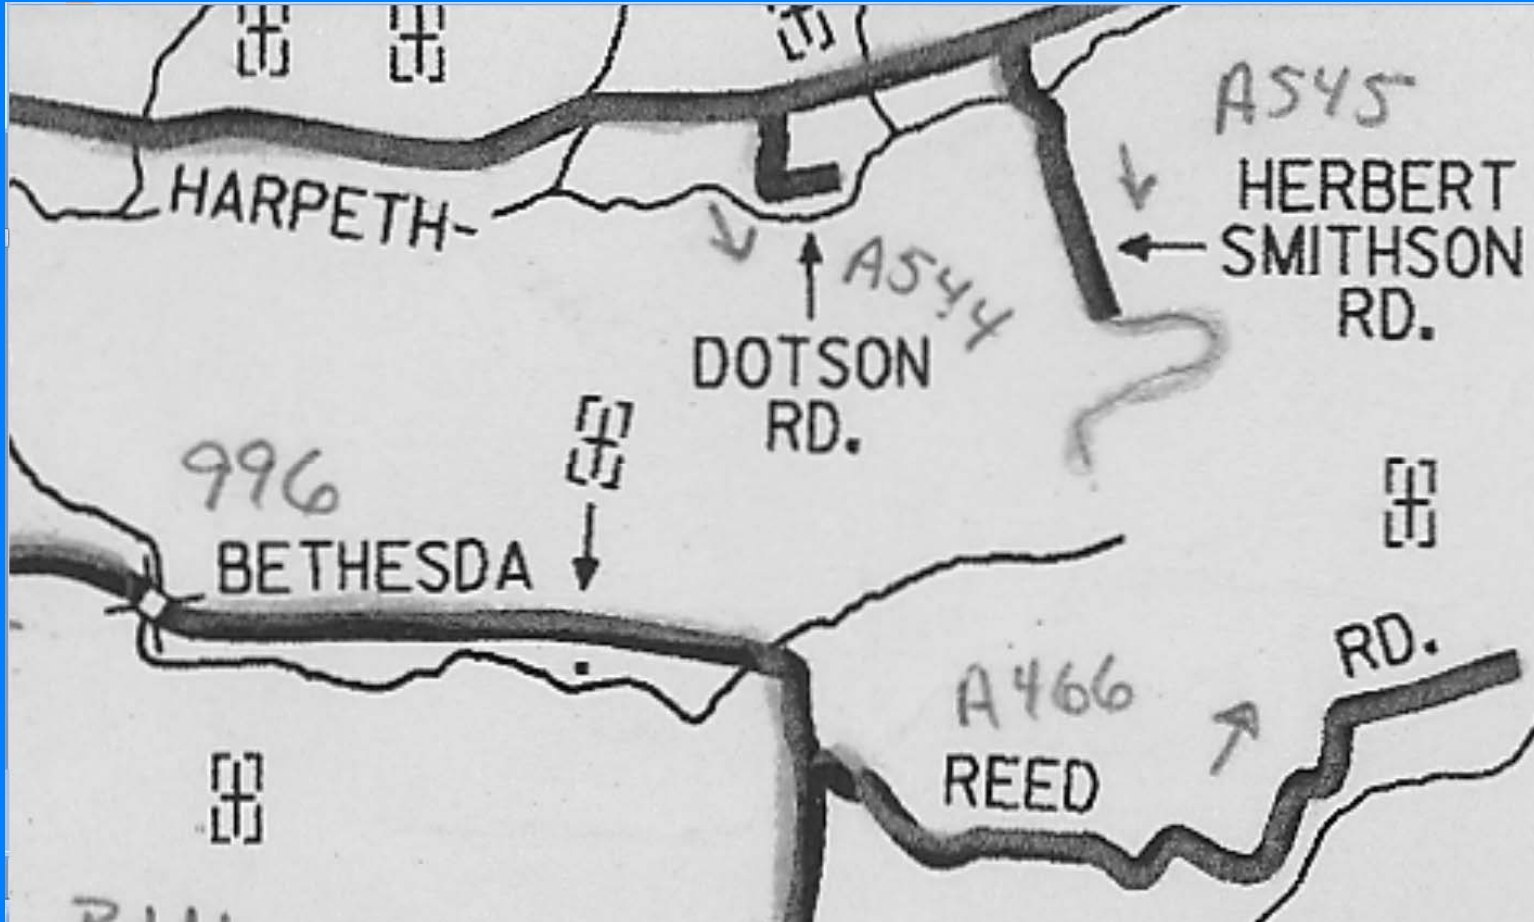 A545
HERBERT
SMITHSON
RD.
HARPETH-
A544
DOTSON
RD.
996
BETHESDA
RD.
A466
REED